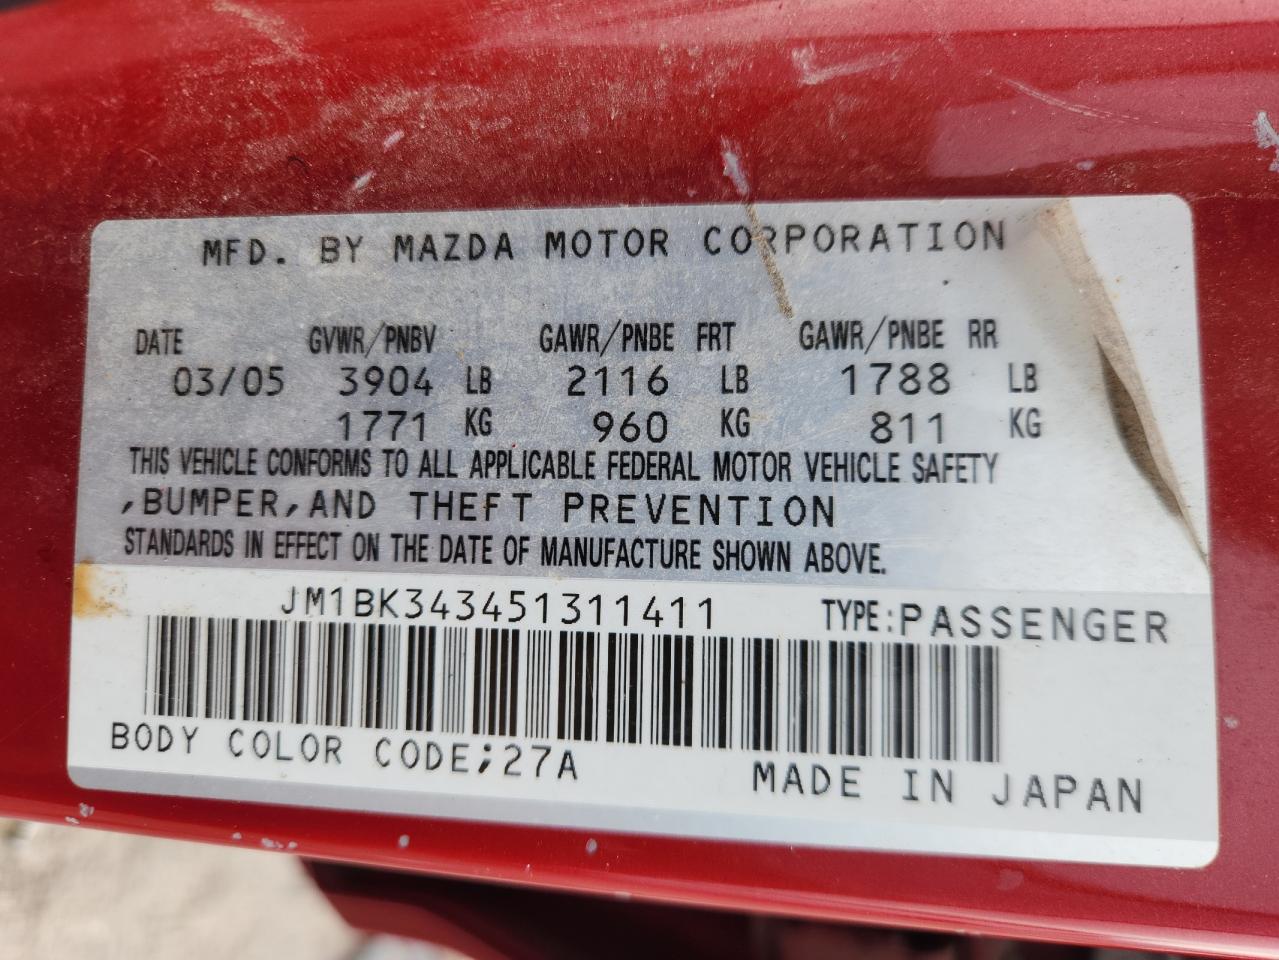 MFD. BY MAZDA MOTOR CORPORATION
DATE GVWR/PNBV GAWR/PNBE FRT GAWR/PNBE RR
03/05 3904 LB 2116 LB 1788 LB
1771 KG 960 KG 811 KG
THIS VEHICLE CONFORMS TO ALL APPLICABLE FEDERAL MOTOR VEHICLE SAFETY
,BUMPER,AND THEFT PREVENTION
STANDARDS IN EFFECT ON THE DATE OF MANUFACTURE SHOWN ABOVE.
JM1BK343451311411 TYPE:PASSENGER
BODY COLOR CODE;27A
MADE IN JAPAN